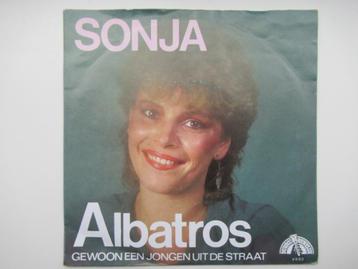 SONJA
Albatros
GEWOON EEN JONGEN UIT DE STRAAT